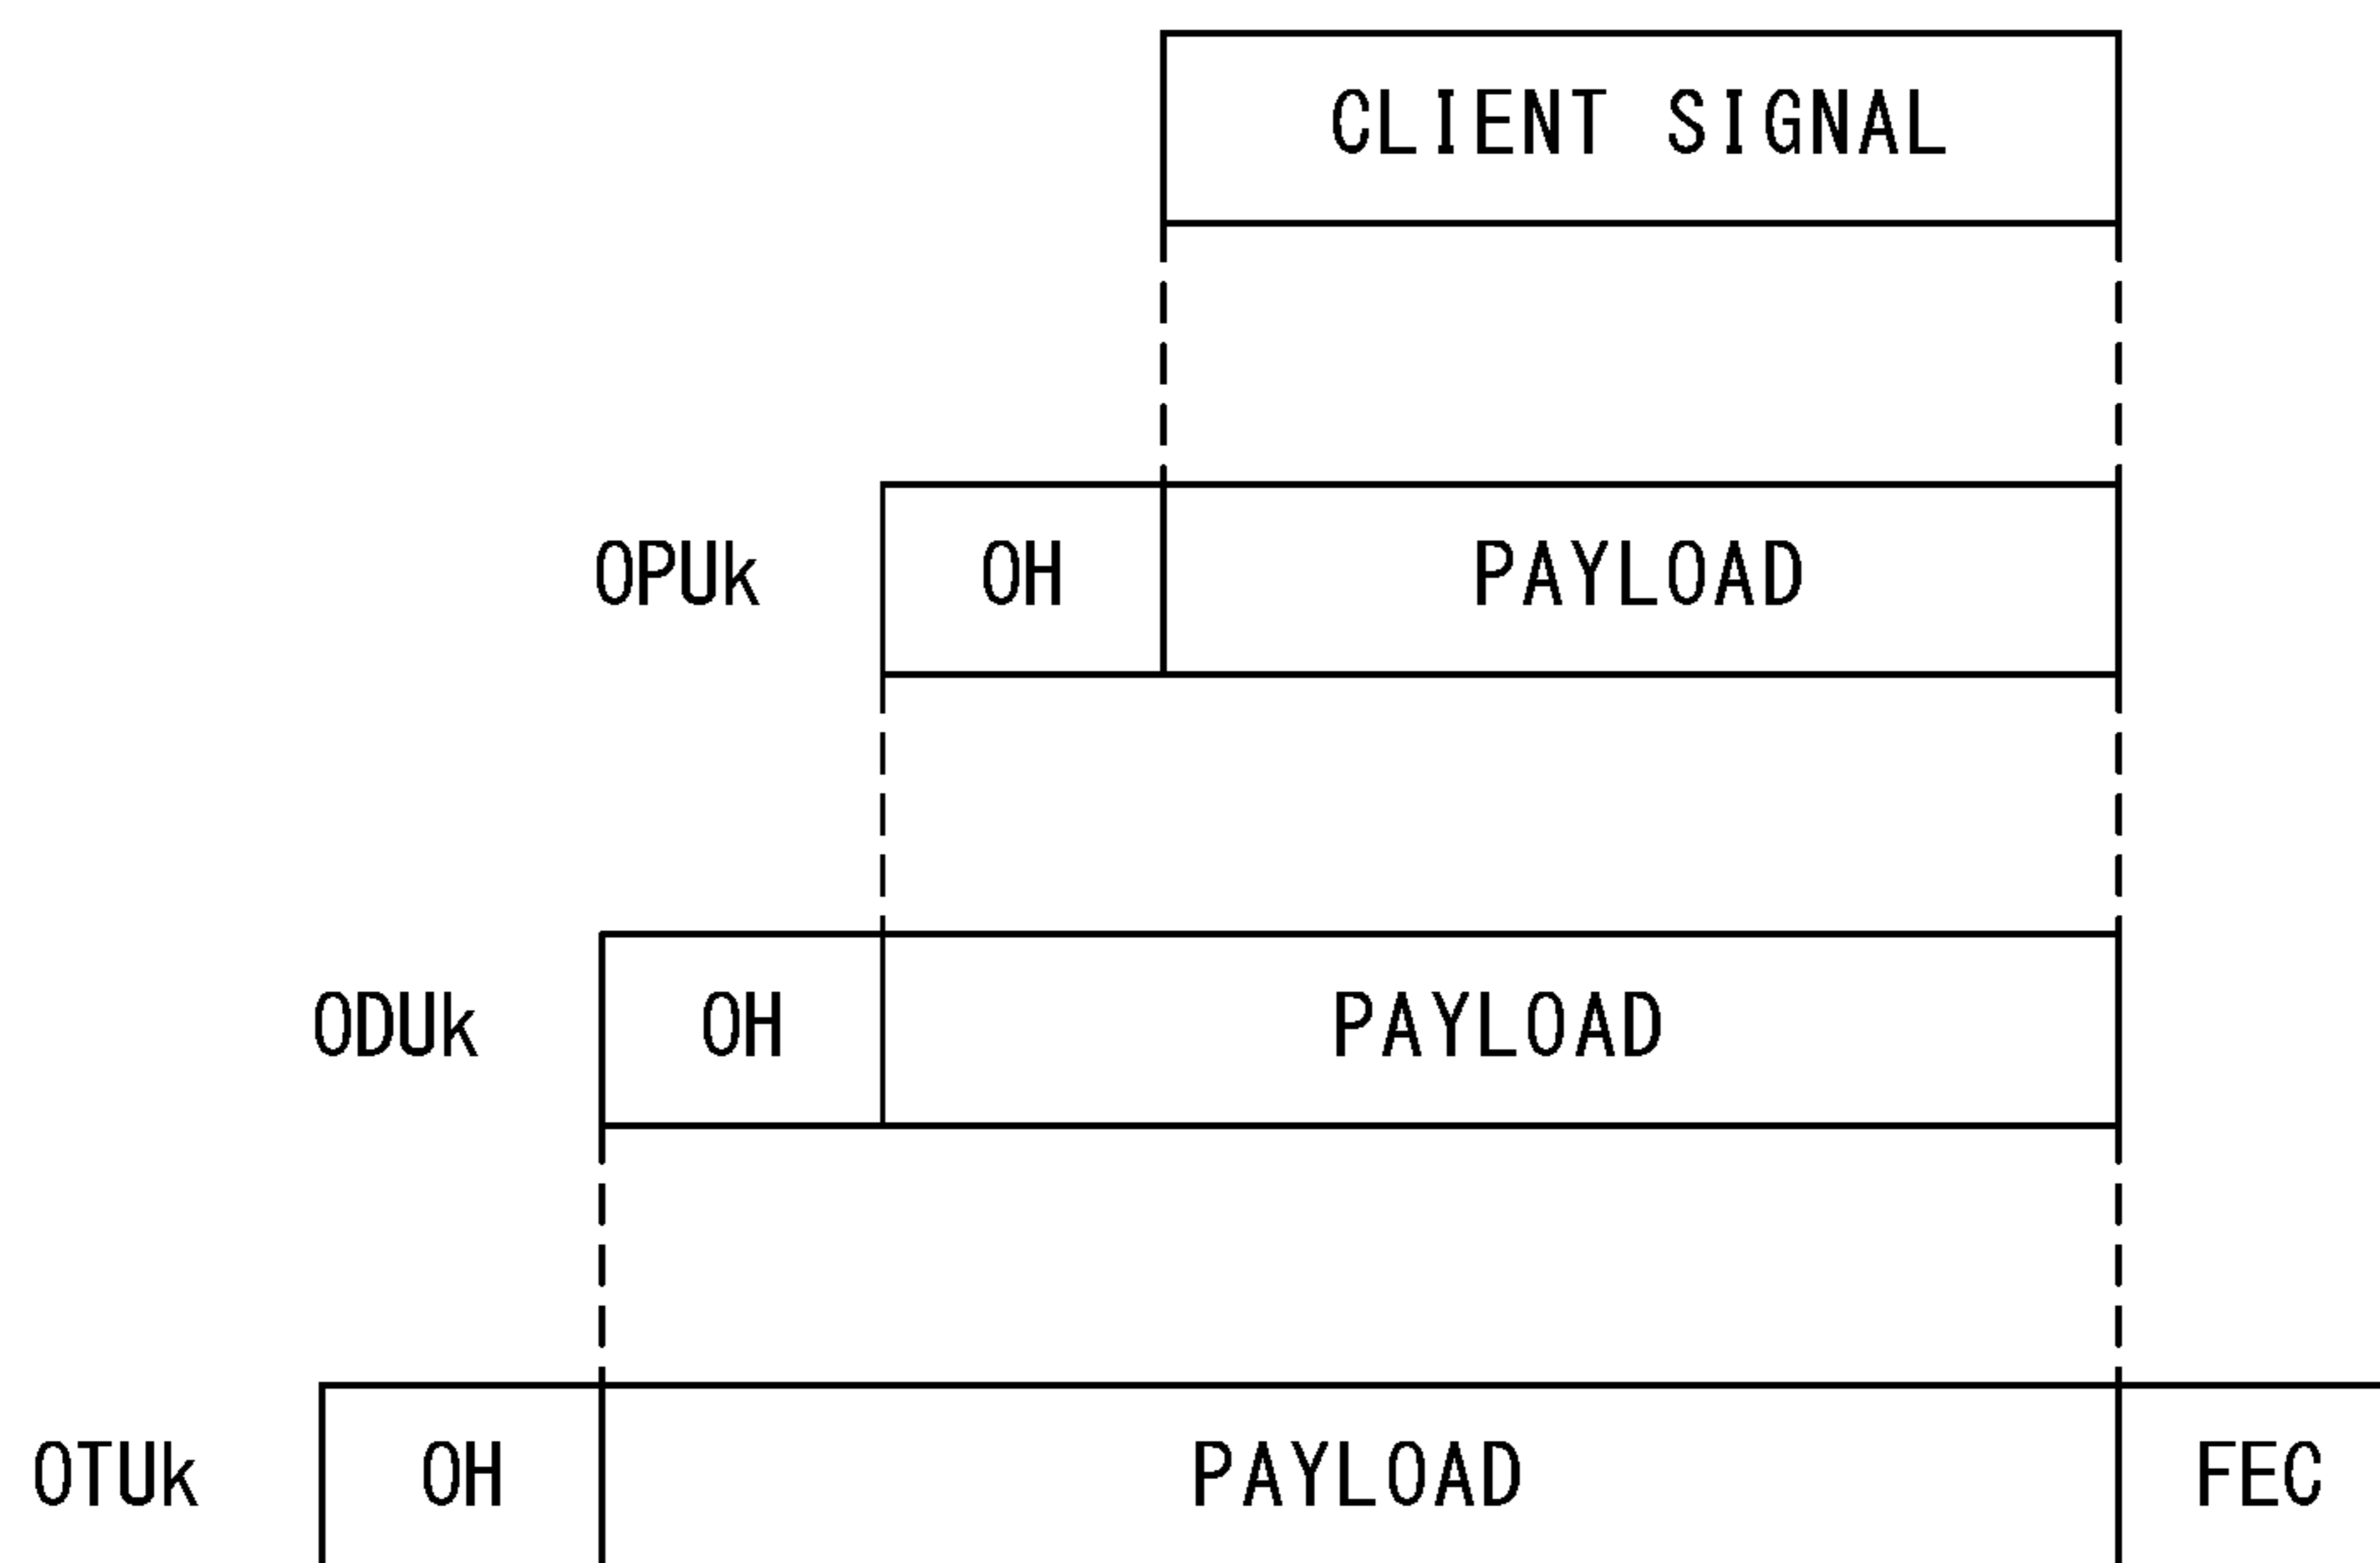 CLIENT SIGNAL
OPUk OH PAYLOAD
ODUk OH PAYLOAD
OTUk OH PAYLOAD FEC